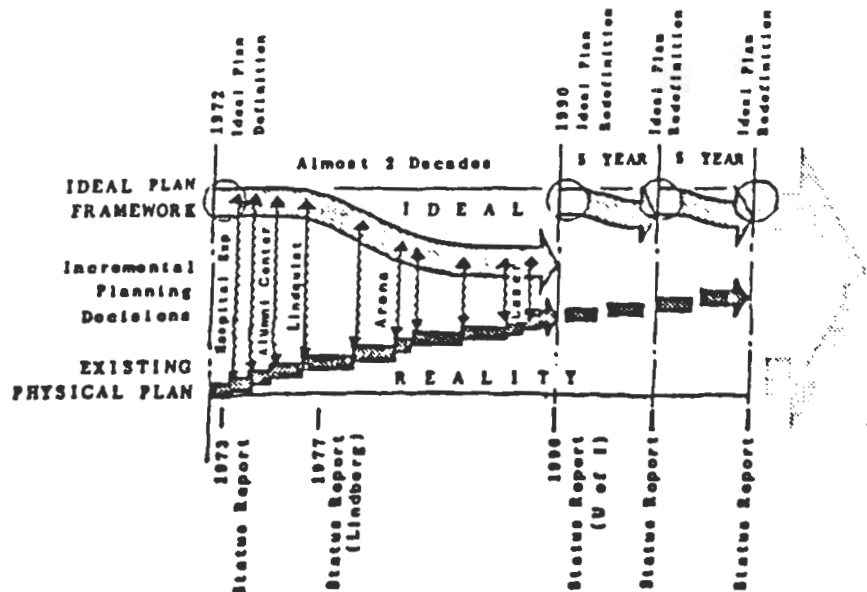 1972
Ideal Plan
Definition
1990
Ideal Plan
Redefinition
Ideal Plan
Redefinition
Ideal Plan
Redefinition
Almost 2 Decades
5 YEAR
5 YEAR
IDEAL PLAN
FRAMEWORK
IDEAL
Incremental
Planning
Decisions
Hospital Exp
Alumni Center
Lindquist
Arena
Laser
EXISTING
PHYSICAL PLAN
REALITY
1973
Status Report
1977
Status Report
(Lindberg)
1990
Status Report
(U of I)
Status Report
Status Report